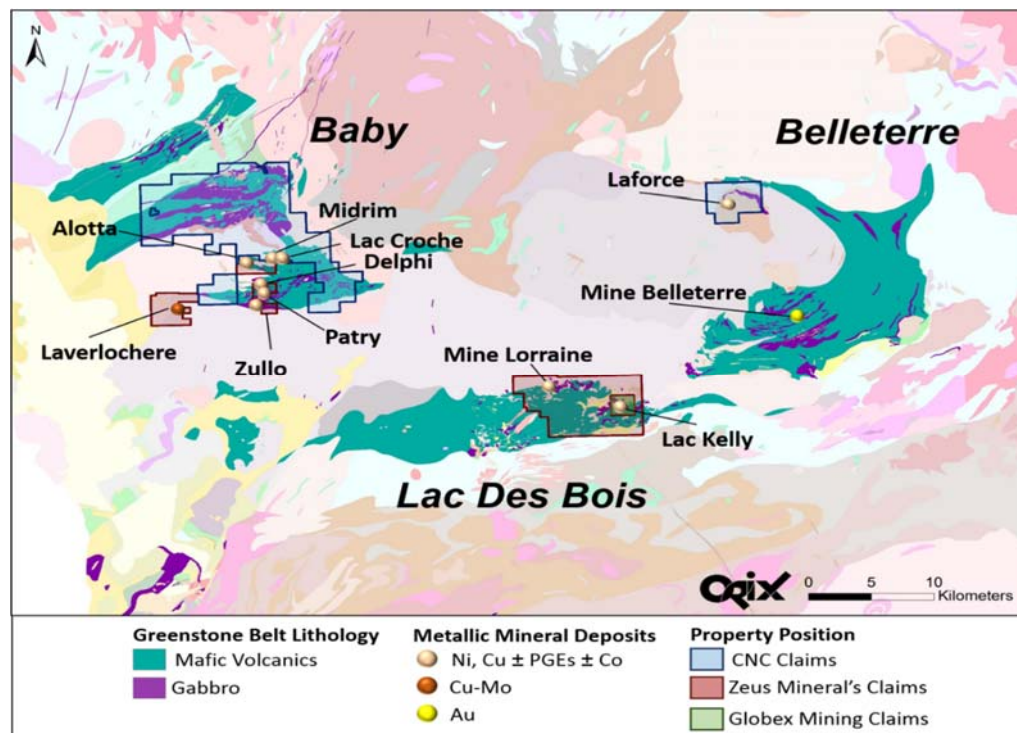 N
Baby
Belleterre
Laforce
Midrim
Alotta
Lac Croche
Delphi
Mine Belleterre
Laverlochere
Patry
Zullo
Mine Lorraine
Lac Kelly
Lac Des Bois
Orix
0 5 10
Kilometers
Greenstone Belt Lithology
Mafic Volcanics
Gabbro
Metallic Mineral Deposits
Ni, Cu ± PGEs ± Co
Cu-Mo
Au
Property Position
CNC Claims
Zeus Mineral's Claims
Globex Mining Claims